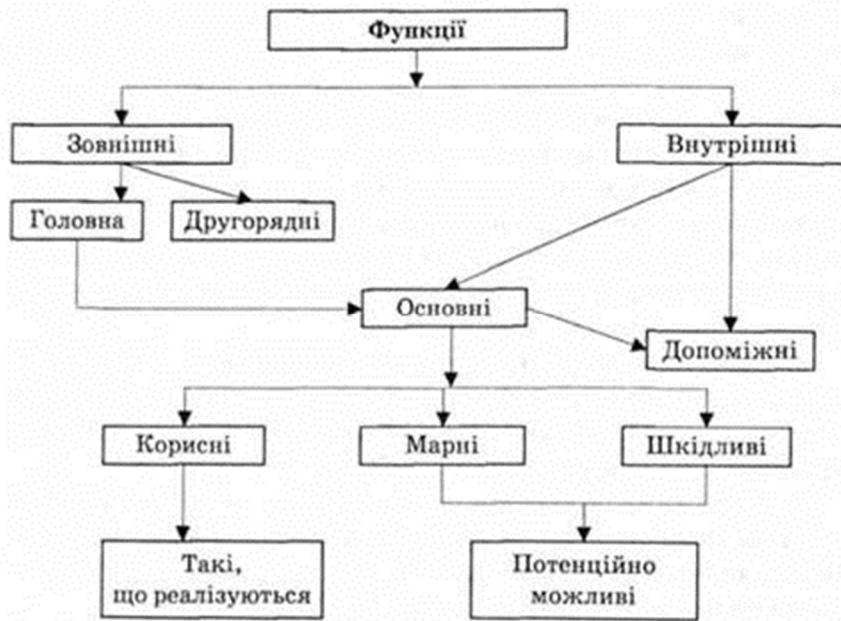 Функції
Зовнішні
Внутрішні
Головна
Другорядні
Основні
Допоміжні
Корисні
Марні
Шкідливі
Такі,
що реалізуються
Потенційно
можливі